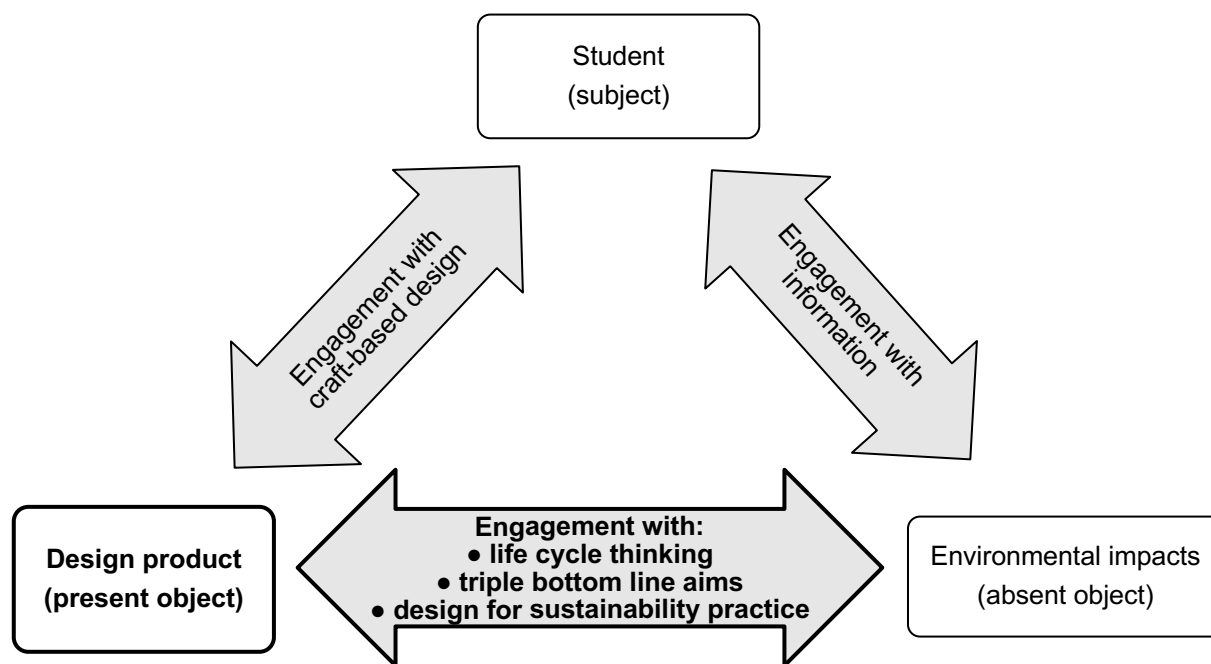 Student
(subject)
Engagement with
craft-based design
Engagement with
information
Design product
(present object)
Engagement with:
● life cycle thinking
● triple bottom line aims
● design for sustainability practice
Environmental impacts
(absent object)